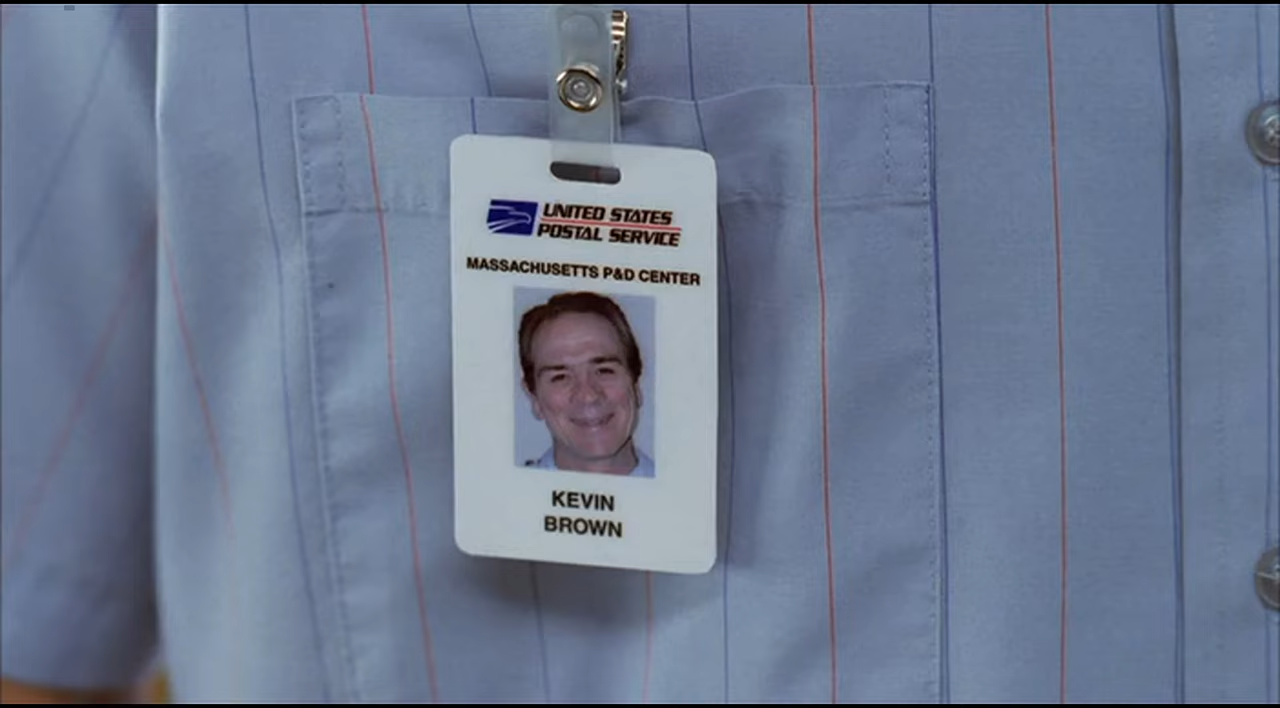 UNITED STATES
POSTAL SERVICE
MASSACHUSETTS P&D CENTER
KEVIN
BROWN